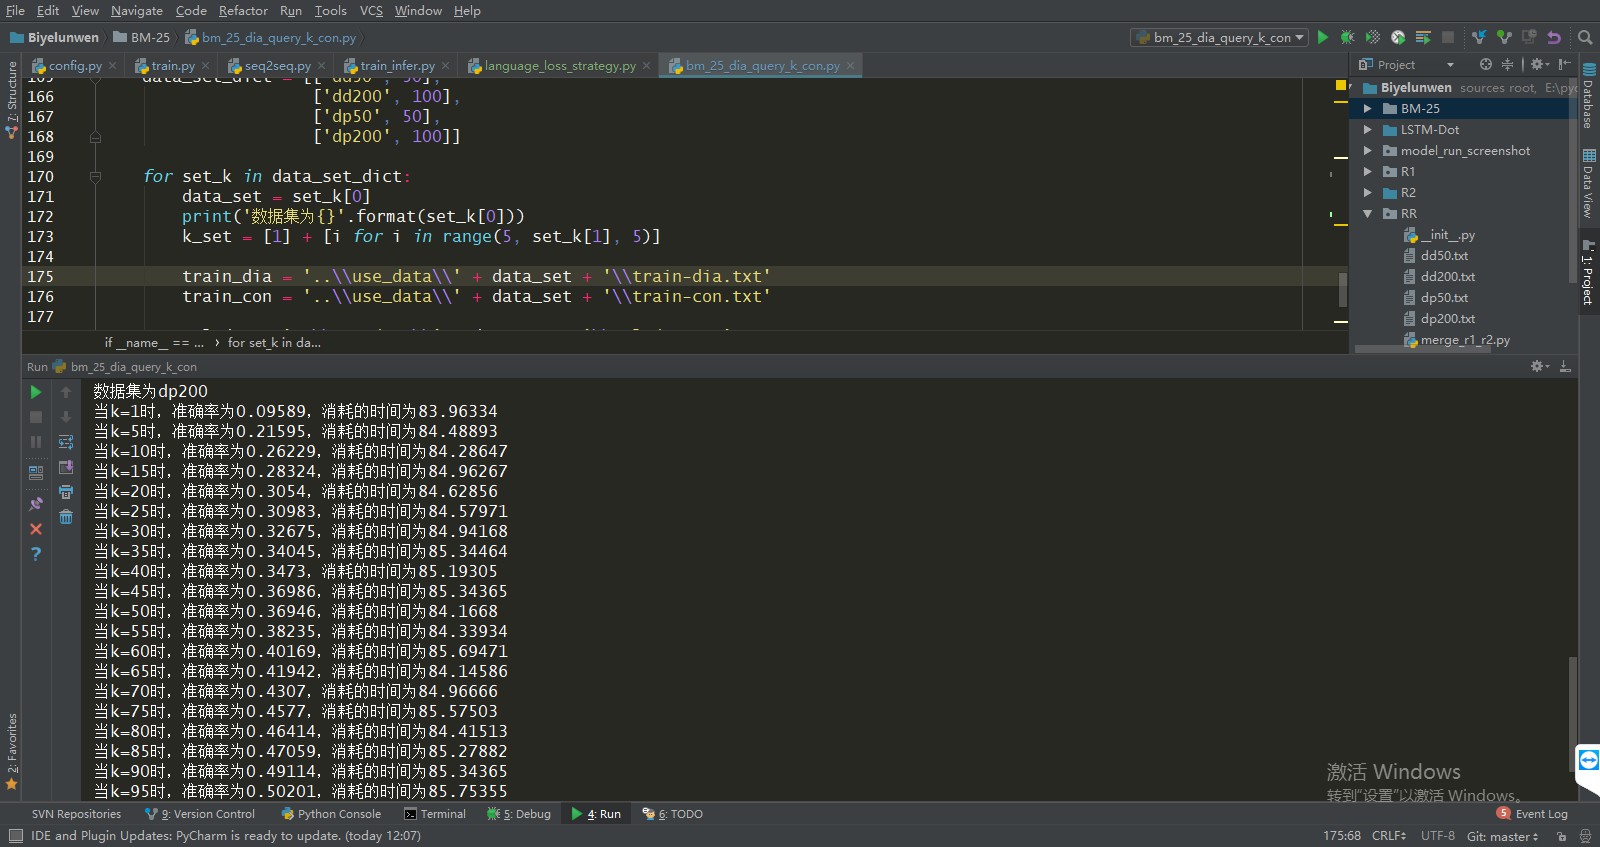 File Edit View Navigate Code Refactor Run Tools VCS Window Help
Biyelunwen BM-25 bm_25_dia_query_k_con.py bm_25_dia_query_k_con
config.py train.py seq2seq.py train_infer.py language_loss_strategy.py bm_25_dia_query_k_con.py Project
166 ['dd200', 100],
167 ['dp50', 50],
168 ['dp200', 100]]
169
170 for set_k in data_set_dict:
171 data_set = set_k[0]
172 print('数据集为{}'.format(set_k[0]))
173 k_set = [1] + [i for i in range(5, set_k[1], 5)]
174
175 train_dia = '..\\use_data\\' + data_set + '\\train-dia.txt'
176 train_con = '..\\use_data\\' + data_set + '\\train-con.txt'
177
if __name__ == ... › for set_k in da...
Biyelunwen sources root, E:\pyc
BM-25
LSTM-Dot
model_run_screenshot
R1
R2
RR
__init__.py
dd50.txt
dd200.txt
dp50.txt
dp200.txt
merge_r1_r2.py
7: Structure
2: Favorites
Database
Data View
1: Project
Run bm_25_dia_query_k_con
数据集为dp200
当k=1时，准确率为0.09589，消耗的时间为83.96334
当k=5时，准确率为0.21595，消耗的时间为84.48893
当k=10时，准确率为0.26229，消耗的时间为84.28647
当k=15时，准确率为0.28324，消耗的时间为84.96267
当k=20时，准确率为0.3054，消耗的时间为84.62856
当k=25时，准确率为0.30983，消耗的时间为84.57971
当k=30时，准确率为0.32675，消耗的时间为84.94168
当k=35时，准确率为0.34045，消耗的时间为85.34464
当k=40时，准确率为0.3473，消耗的时间为85.19305
当k=45时，准确率为0.36986，消耗的时间为85.34365
当k=50时，准确率为0.36946，消耗的时间为84.1668
当k=55时，准确率为0.38235，消耗的时间为84.33934
当k=60时，准确率为0.40169，消耗的时间为85.69471
当k=65时，准确率为0.41942，消耗的时间为84.14586
当k=70时，准确率为0.4307，消耗的时间为84.96666
当k=75时，准确率为0.4577，消耗的时间为85.57503
当k=80时，准确率为0.46414，消耗的时间为84.41513
当k=85时，准确率为0.47059，消耗的时间为85.27882
当k=90时，准确率为0.49114，消耗的时间为85.34365
当k=95时，准确率为0.50201，消耗的时间为85.75355
激活 Windows
转到“设置”以激活 Windows。
SVN Repositories 9: Version Control Python Console Terminal 5: Debug 4: Run 6: TODO 5 Event Log
IDE and Plugin Updates: PyCharm is ready to update. (today 12:07) 175:68 CRLF UTF-8 Git: master